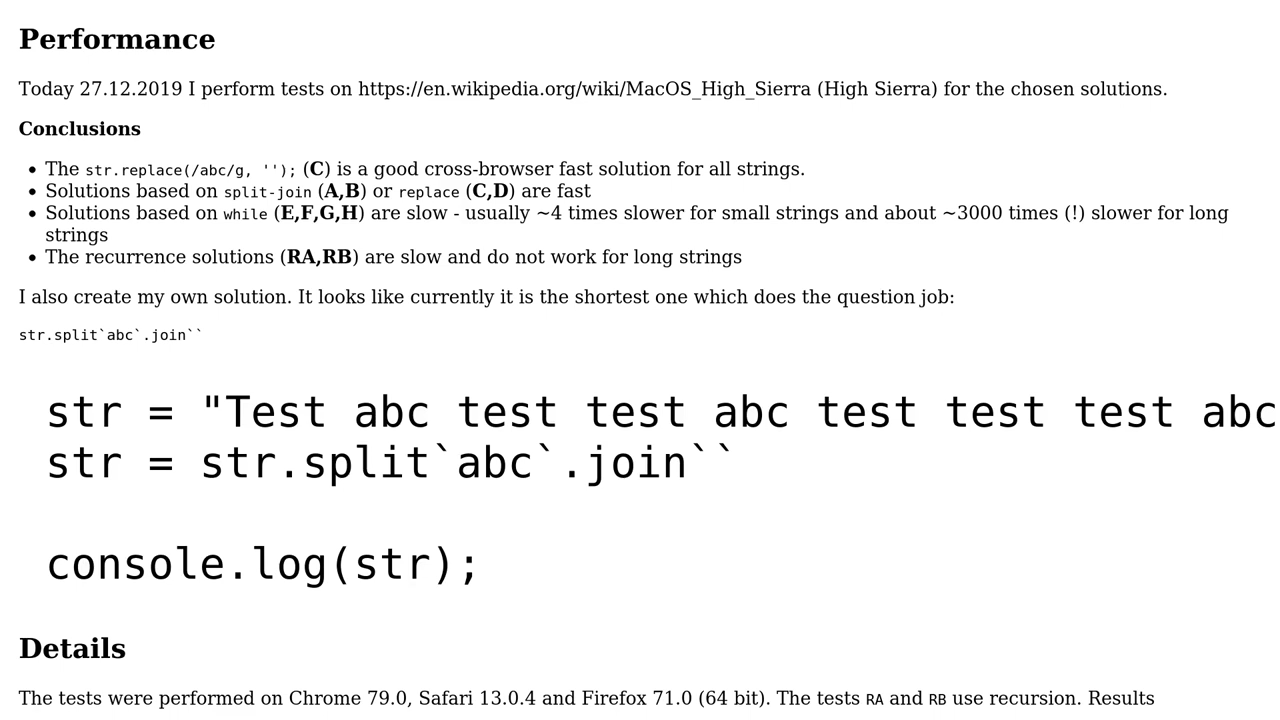 Performance
Today 27.12.2019 I perform tests on https://en.wikipedia.org/wiki/MacOS_High_Sierra (High Sierra) for the chosen solutions.
Conclusions
• The str.replace(/abc/g, ''); (C) is a good cross-browser fast solution for all strings.
• Solutions based on split-join (A,B) or replace (C,D) are fast
• Solutions based on while (E,F,G,H) are slow - usually ~4 times slower for small strings and about ~3000 times (!) slower for long
strings
• The recurrence solutions (RA,RB) are slow and do not work for long strings
I also create my own solution. It looks like currently it is the shortest one which does the question job:
str.split`abc`.join``
str = "Test abc test test abc test test test abc
str = str.split`abc`.join``
console.log(str);
Details
The tests were performed on Chrome 79.0, Safari 13.0.4 and Firefox 71.0 (64 bit). The tests RA and RB use recursion. Results